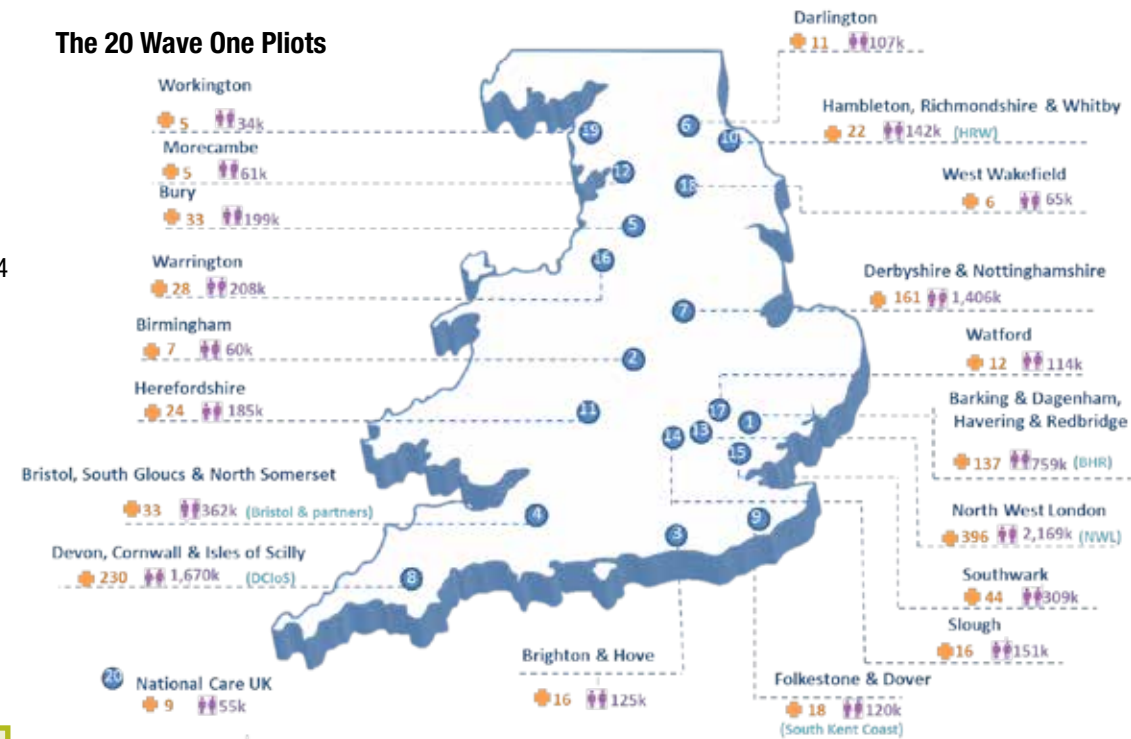 The 20 Wave One Pliots
Workington
5 34k
Morecambe
5 61k
Bury
33 199k
4
Warrington
28 208k
Birmingham
7 60k
Herefordshire
24 185k
Bristol, South Gloucs & North Somerset
33 362k (Bristol & partners)
Devon, Cornwall & Isles of Scilly
230 1,670k (DCIoS)
20
National Care UK
9 55k
Darlington
11 107k
Hambleton, Richmondshire & Whitby
22 142k (HRW)
West Wakefield
6 65k
Derbyshire & Nottinghamshire
161 1,406k
Watford
12 114k
Barking & Dagenham,
Havering & Redbridge
137 759k (BHR)
North West London
396 2,169k (NWL)
Southwark
44 309k
Slough
16 151k
Brighton & Hove
16 125k
Folkestone & Dover
18 120k
(South Kent Coast)
19
6
10
12
18
5
16
7
2
11
17
1
14
13
15
4
9
3
8